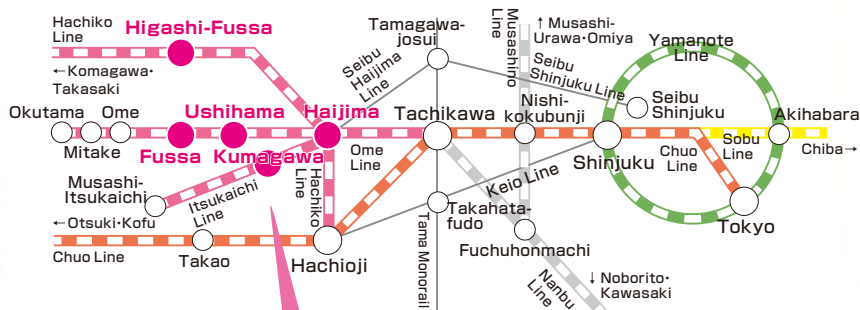 Hachiko
Line
Higashi-Fussa
←Komagawa・
Takasaki
Tamagawa-
josui
Musashino
Line
↑ Musashi-
Urawa・Omiya
Yamanote
Line
Seibu
Haijima
Line
Seibu
Shinjuku Line
Seibu
Shinjuku
Okutama
Ome
Mitake
Ushihama
Haijima
Fussa
Kumagawa
Tachikawa
Nishi-
kokubunji
Akihabara
Ome
Line
Shinjuku
Chuo
Line
Sobu
Line
Chiba→
Musashi-
Itsukaichi
Itsukaichi
Line
Hachiko
Line
Keio Line
Takahata-
fudo
Tokyo
←Otsuki・Kofu
Chuo Line
Takao
Hachioji
Tama Monorail
Fuchuhonmachi
Nanbu
Line
↓ Noborito・
Kawasaki